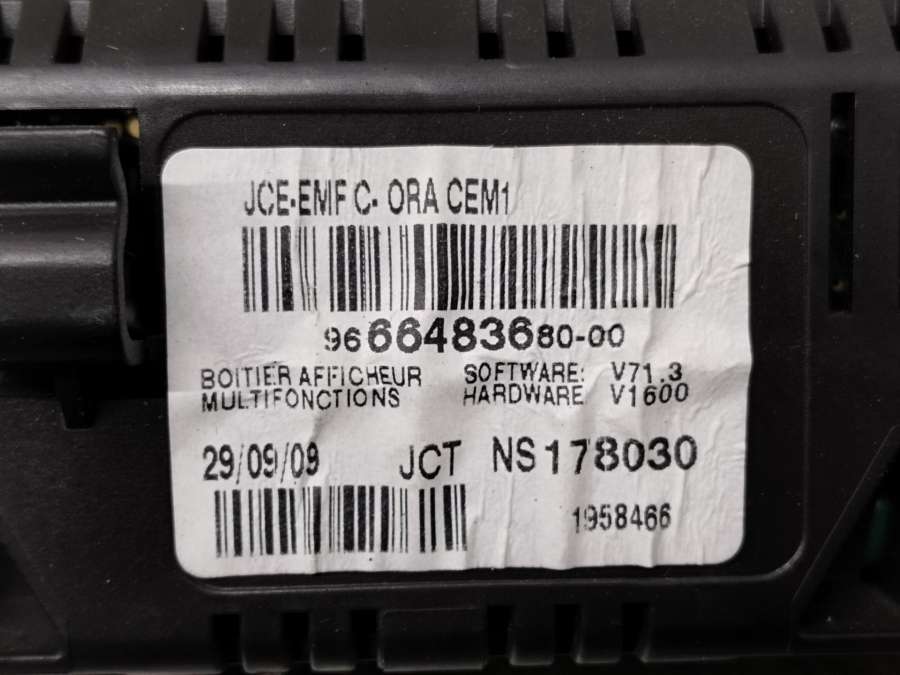 JCE-EMF C- ORA CEM1
9666483680-00
BOITIER AFFICHEUR SOFTWARE: V71.3
MULTIFONCTIONS HARDWARE V1600
29/09/09 JCT NS178030
1958466